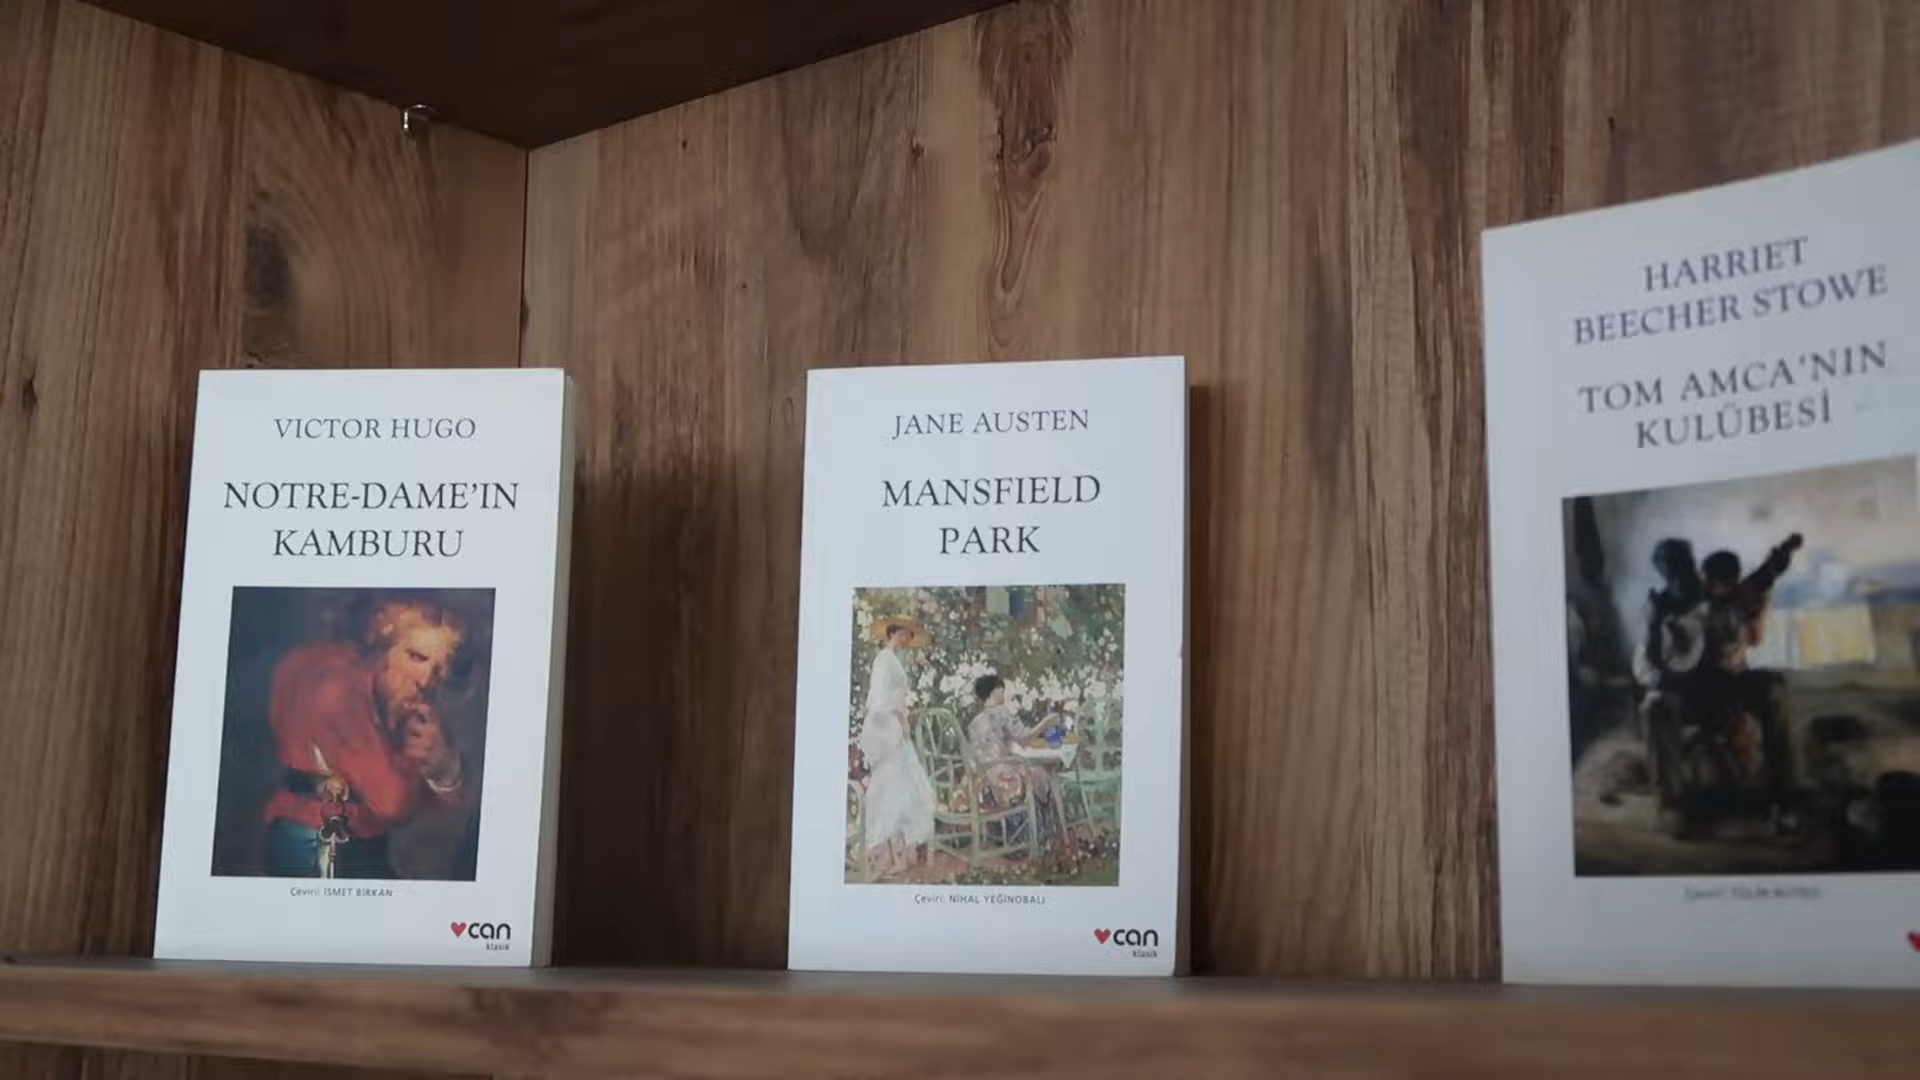 VICTOR HUGO
NOTRE-DAME'IN
KAMBURU
Çeviri: İSMET BİRKAN
can
klasik
JANE AUSTEN
MANSFIELD
PARK
Çeviri: NİHAL YEĞİNOBALI
can
klasik
HARRIET
BEECHER STOWE
TOM AMCA'NIN
KULÜBESİ
Çeviri: